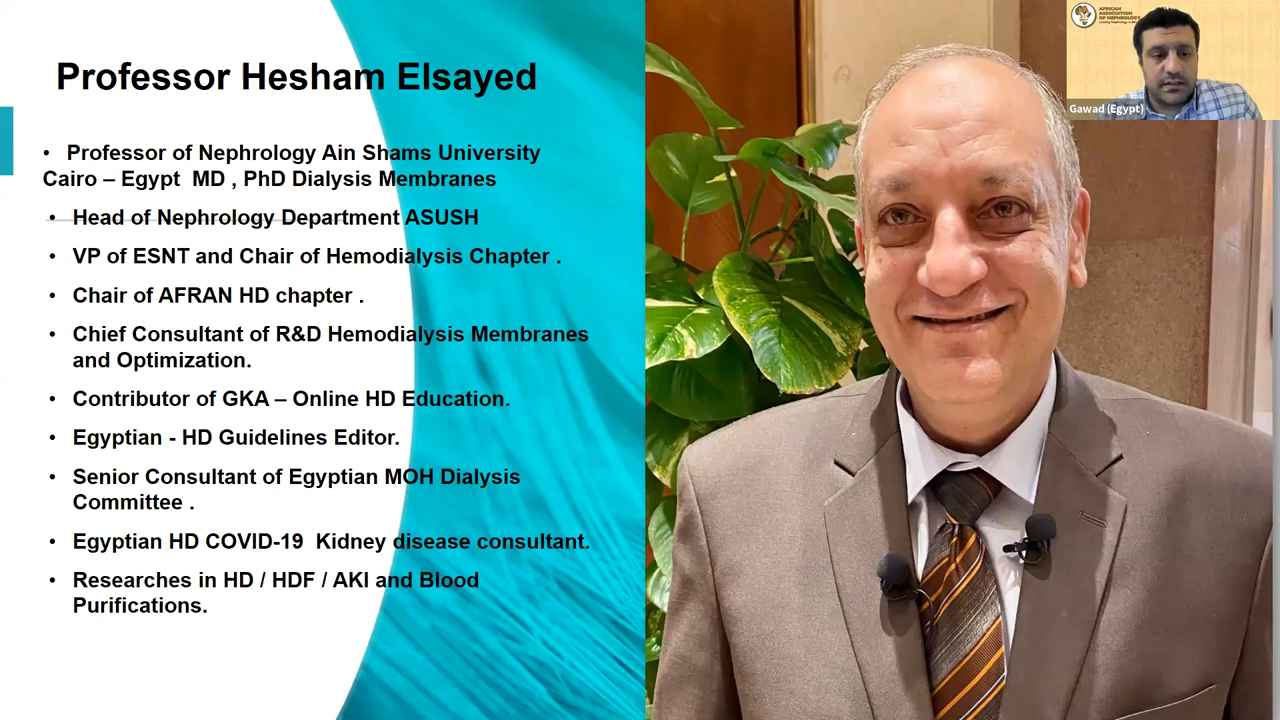 Professor Hesham Elsayed
• Professor of Nephrology Ain Shams University
Cairo – Egypt MD , PhD Dialysis Membranes
• Head of Nephrology Department ASUSH
• VP of ESNT and Chair of Hemodialysis Chapter .
• Chair of AFRAN HD chapter .
• Chief Consultant of R&D Hemodialysis Membranes
and Optimization.
• Contributor of GKA – Online HD Education.
• Egyptian - HD Guidelines Editor.
• Senior Consultant of Egyptian MOH Dialysis
Committee .
• Egyptian HD COVID-19 Kidney disease consultant.
• Researches in HD / HDF / AKI and Blood
Purifications.
AFRICAN
ASSOCIATION
OF NEPHROLOGY
Gawad (Egypt)